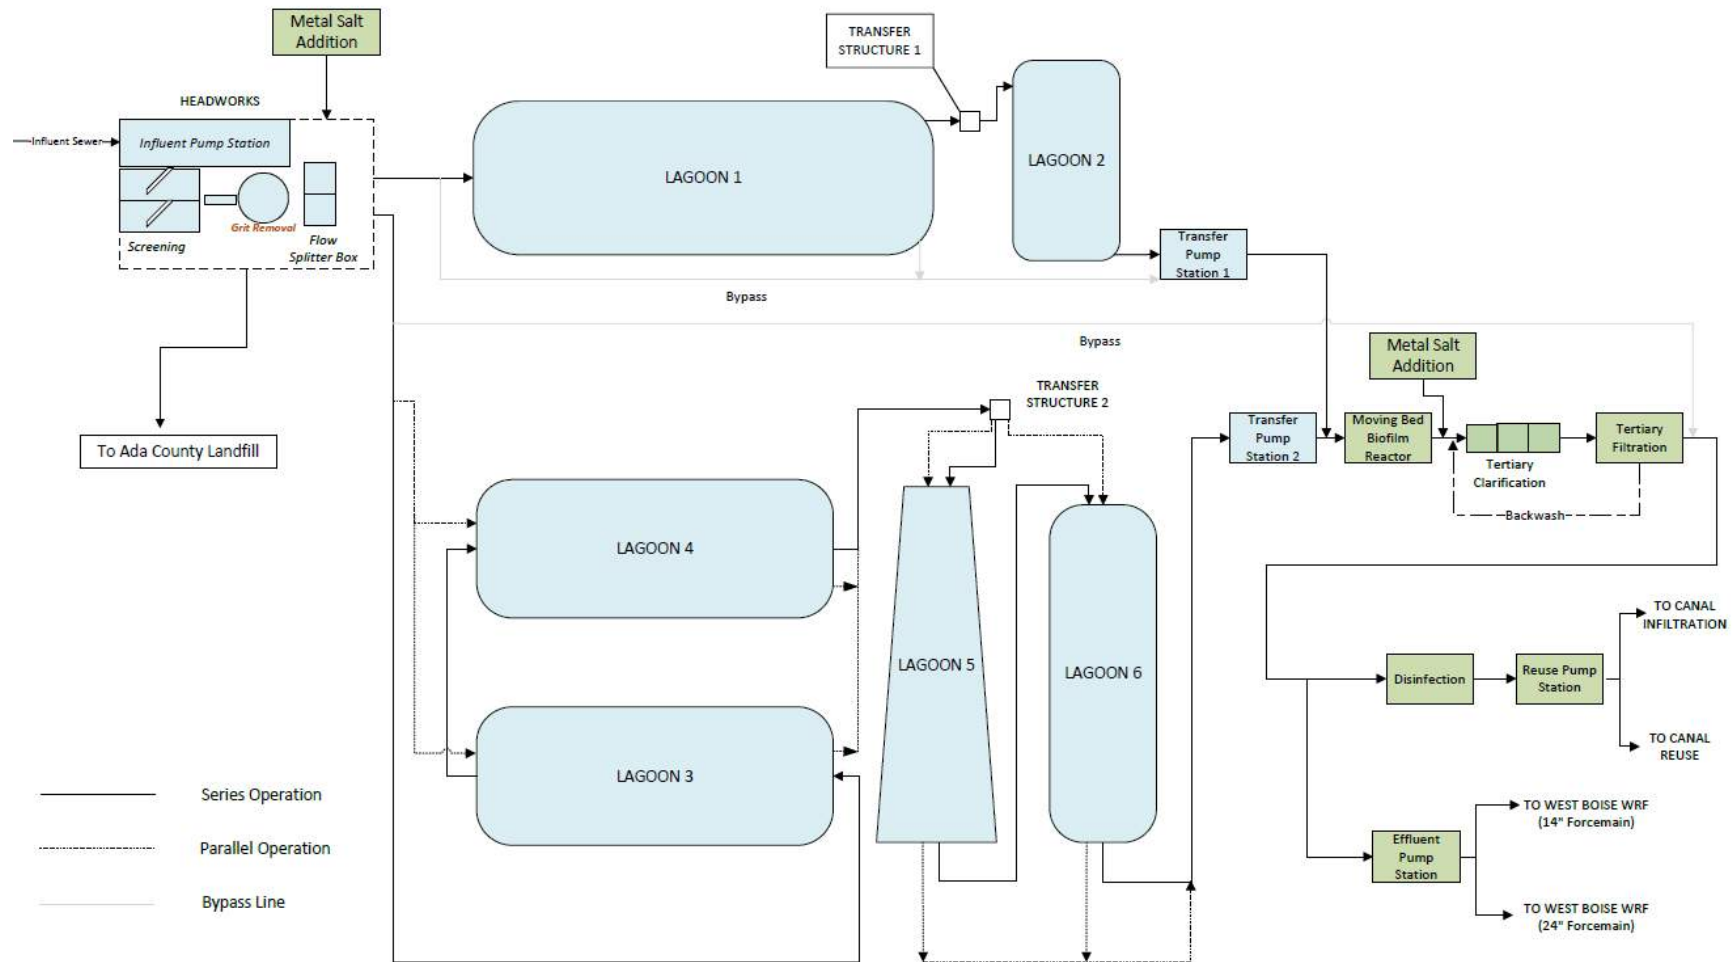 Metal Salt
Addition
TRANSFER
STRUCTURE 1
HEADWORKS
Influent Sewer
Influent Pump Station
LAGOON 1
LAGOON 2
Grit Removal
Screening
Flow
Splitter Box
Transfer
Pump
Station 1
Bypass
Bypass
Metal Salt
Addition
TRANSFER
STRUCTURE 2
To Ada County Landfill
Transfer
Pump
Station 2
Moving Bed
Biofilm
Reactor
Tertiary
Clarification
Tertiary
Filtration
Backwash
LAGOON 4
LAGOON 5
LAGOON 6
LAGOON 3
TO CANAL
INFILTRATION
Disinfection
Reuse Pump
Station
TO CANAL
REUSE
Series Operation
Parallel Operation
Bypass Line
TO WEST BOISE WRF
(14" Forcemain)
Effluent
Pump
Station
TO WEST BOISE WRF
(24" Forcemain)